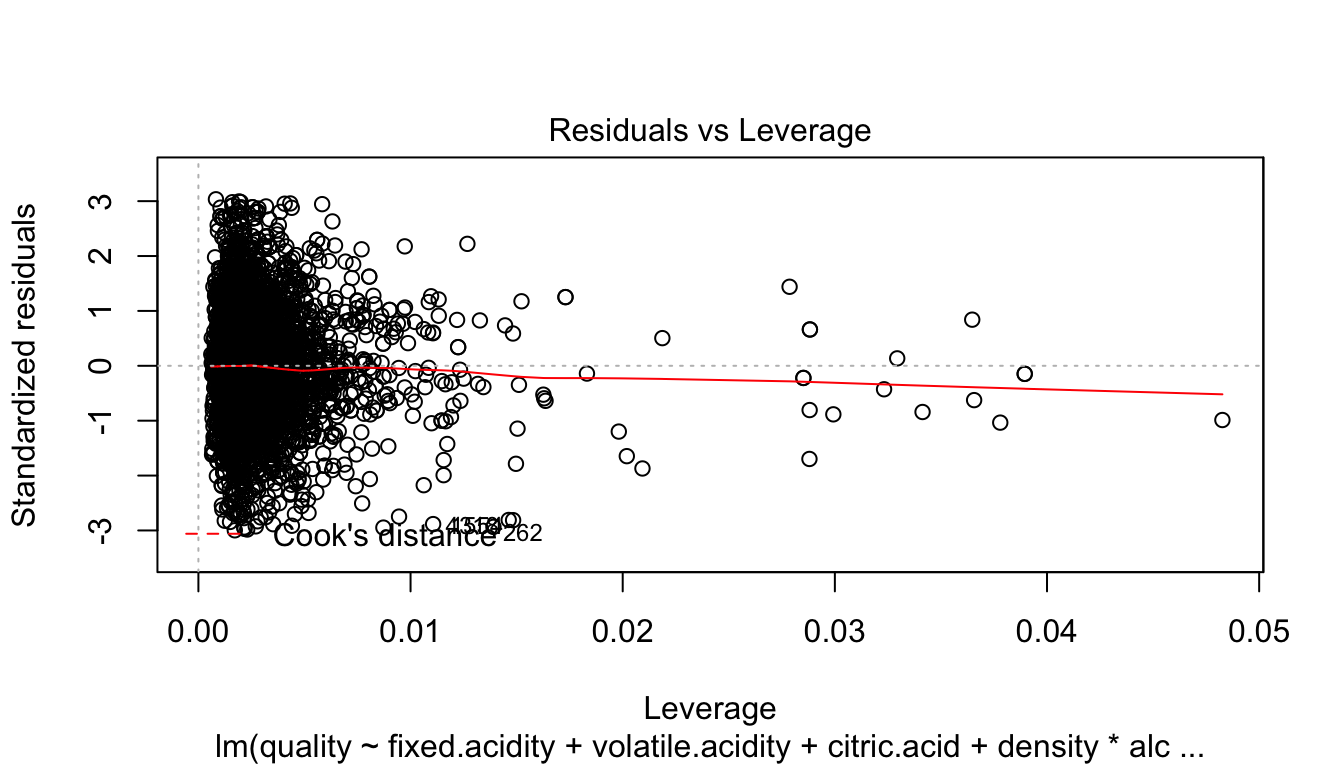 Residuals vs Leverage
Standardized residuals
3
2
1
0
-1
-3
Cook's distance
262
0.00
0.01
0.02
0.03
0.04
0.05
Leverage
lm(quality ~ fixed.acidity + volatile.acidity + citric.acid + density * alc ...